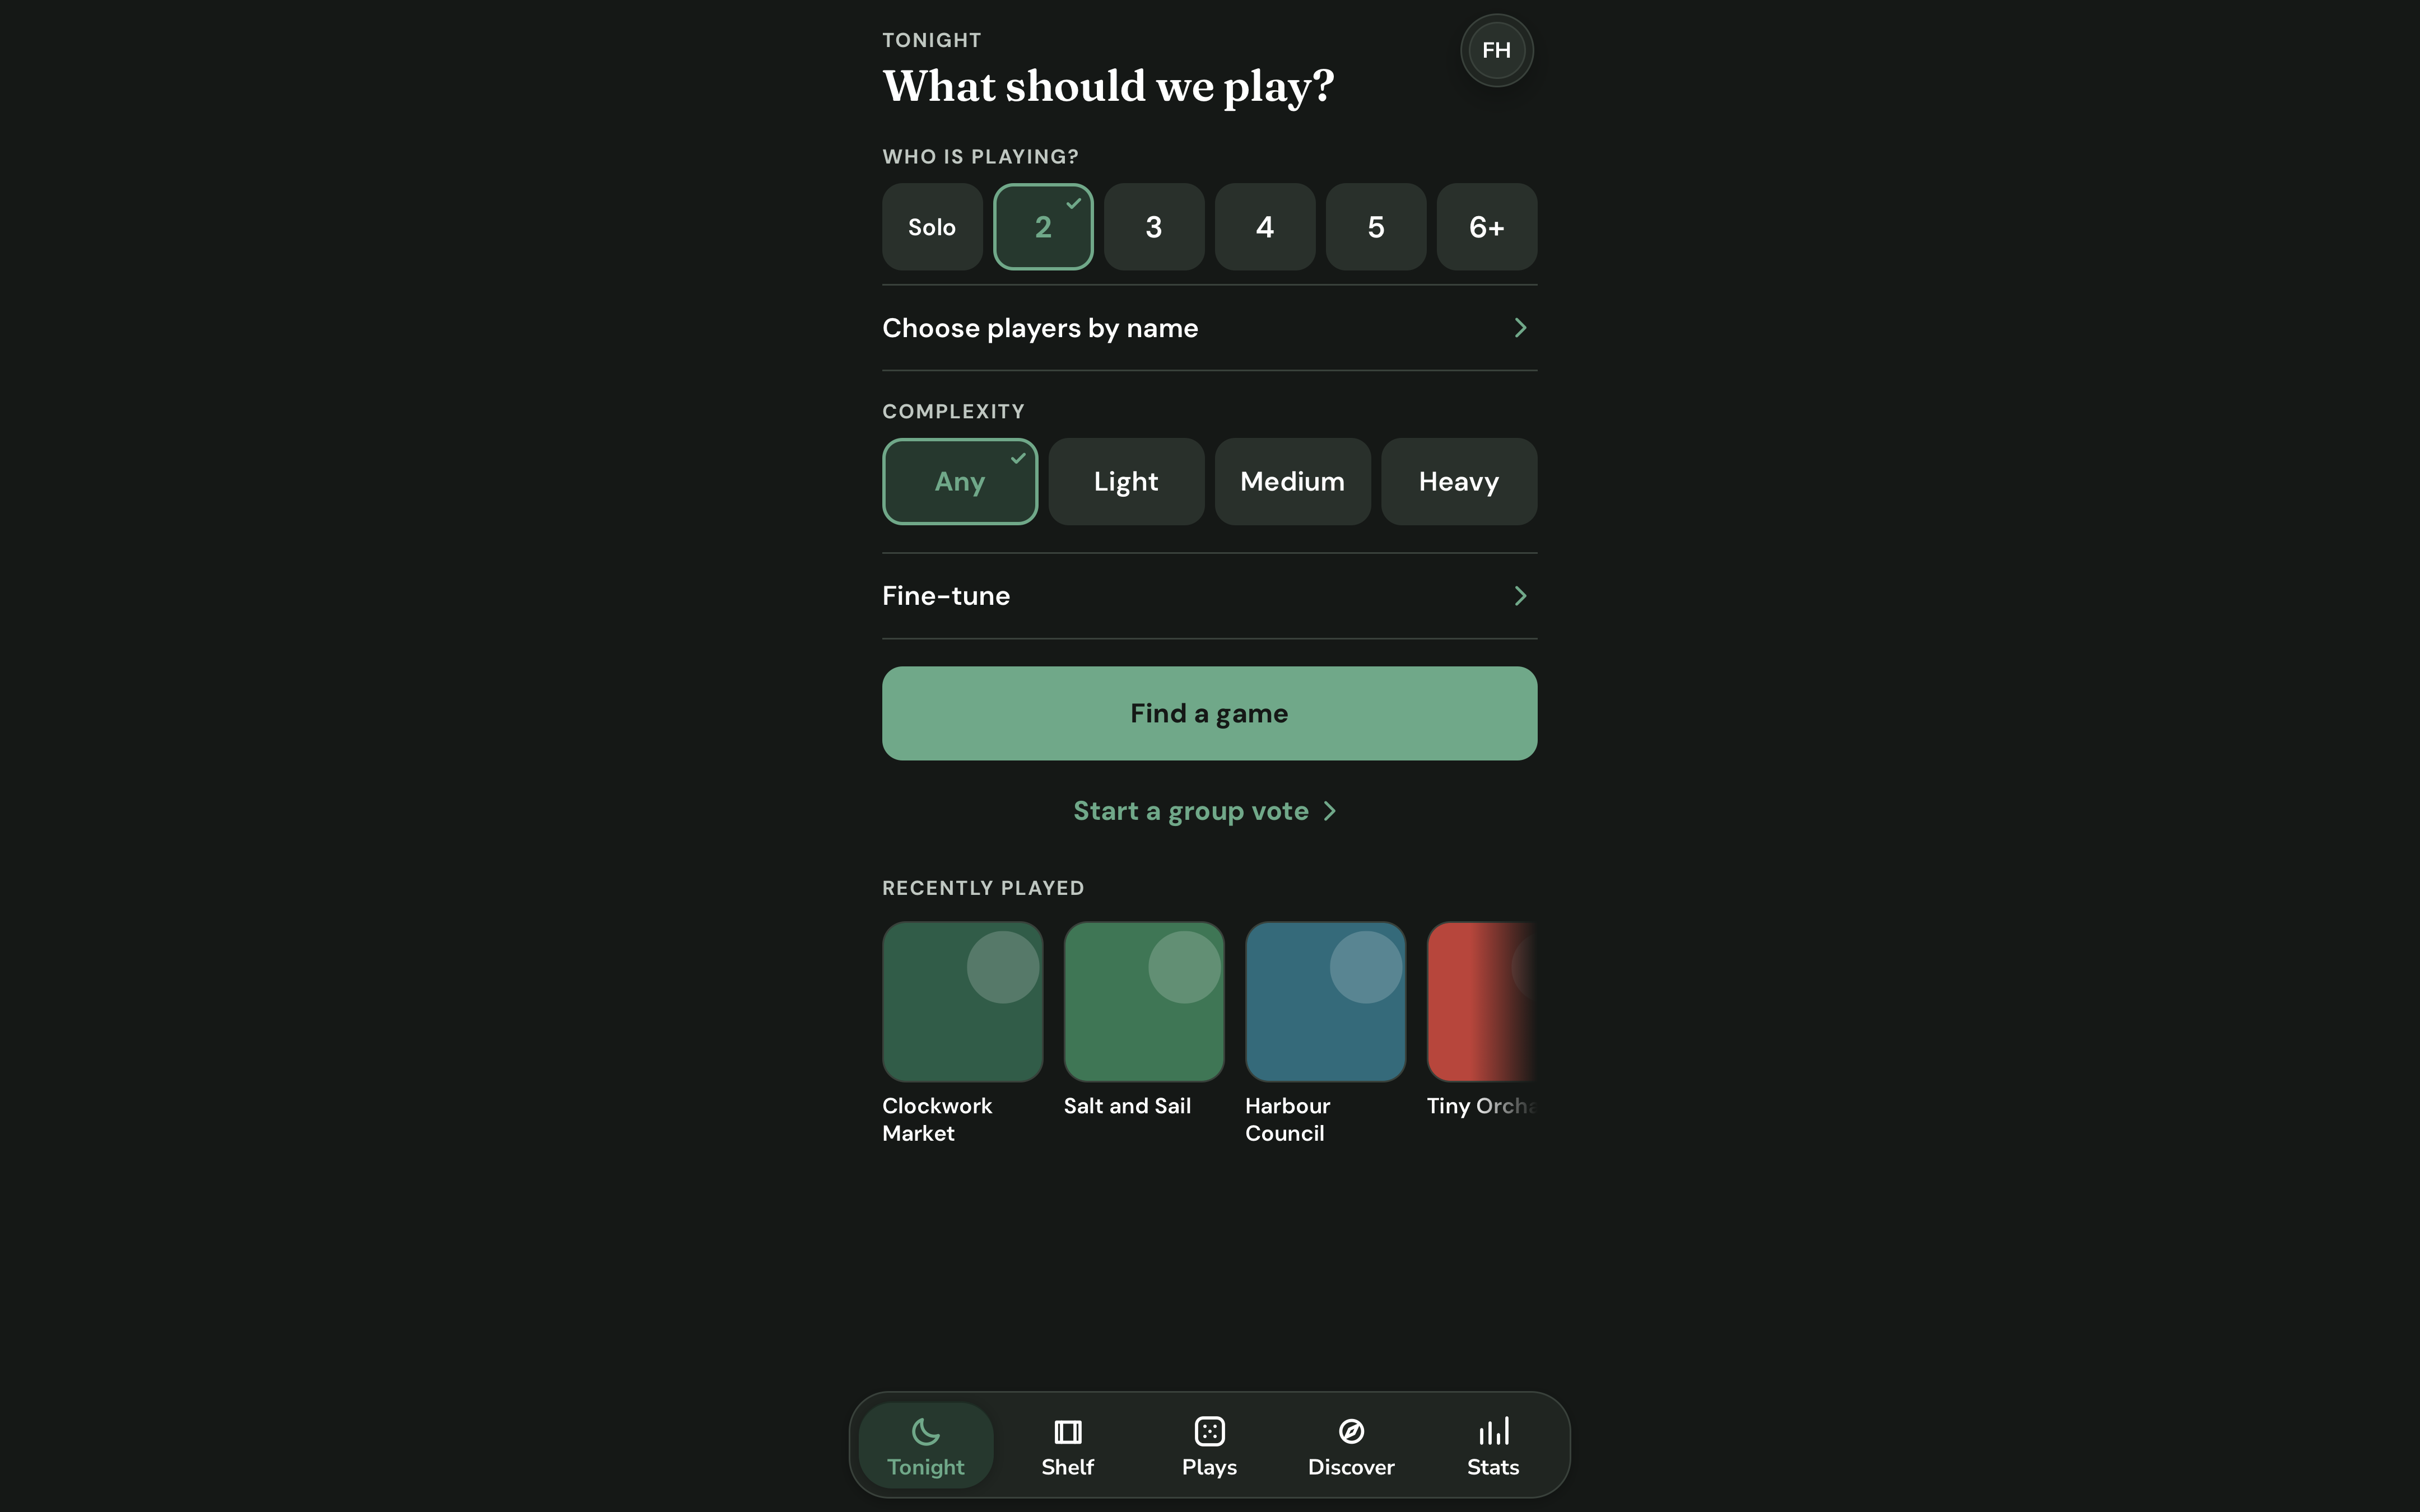 TONIGHT
FH
What should we play?
WHO IS PLAYING?
Solo 2 3 4 5 6+
Choose players by name
COMPLEXITY
Any Light Medium Heavy
Fine-tune
Find a game
Start a group vote
RECENTLY PLAYED
Clockwork Market
Salt and Sail
Harbour Council
Tiny
Tonight Shelf Plays Discover Stats